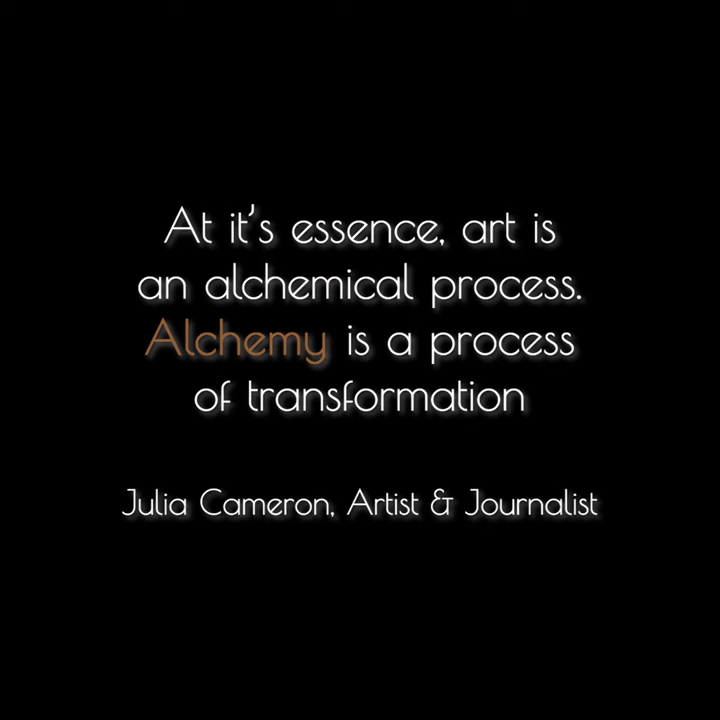 At it's essence, art is
an alchemical process.
Alchemy is a process
of transformation
Julia Cameron, Artist & Journalist